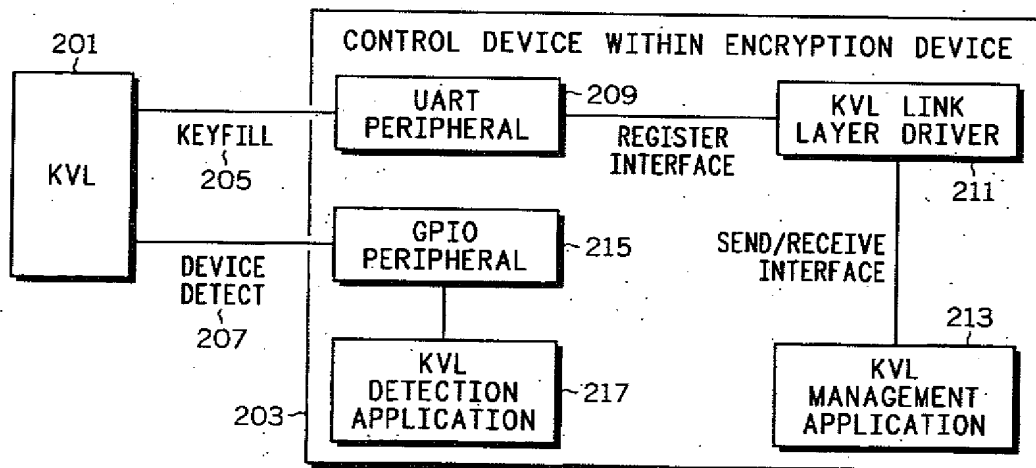 201
KVL
KEYFILL
205
DEVICE
DETECT
207
CONTROL DEVICE WITHIN ENCRYPTION DEVICE
UART
PERIPHERAL
209
REGISTER
INTERFACE
KVL LINK
LAYER DRIVER
211
GPIO
PERIPHERAL
215
SEND/RECEIVE
INTERFACE
KVL
DETECTION
APPLICATION
217
203
213
KVL
MANAGEMENT
APPLICATION